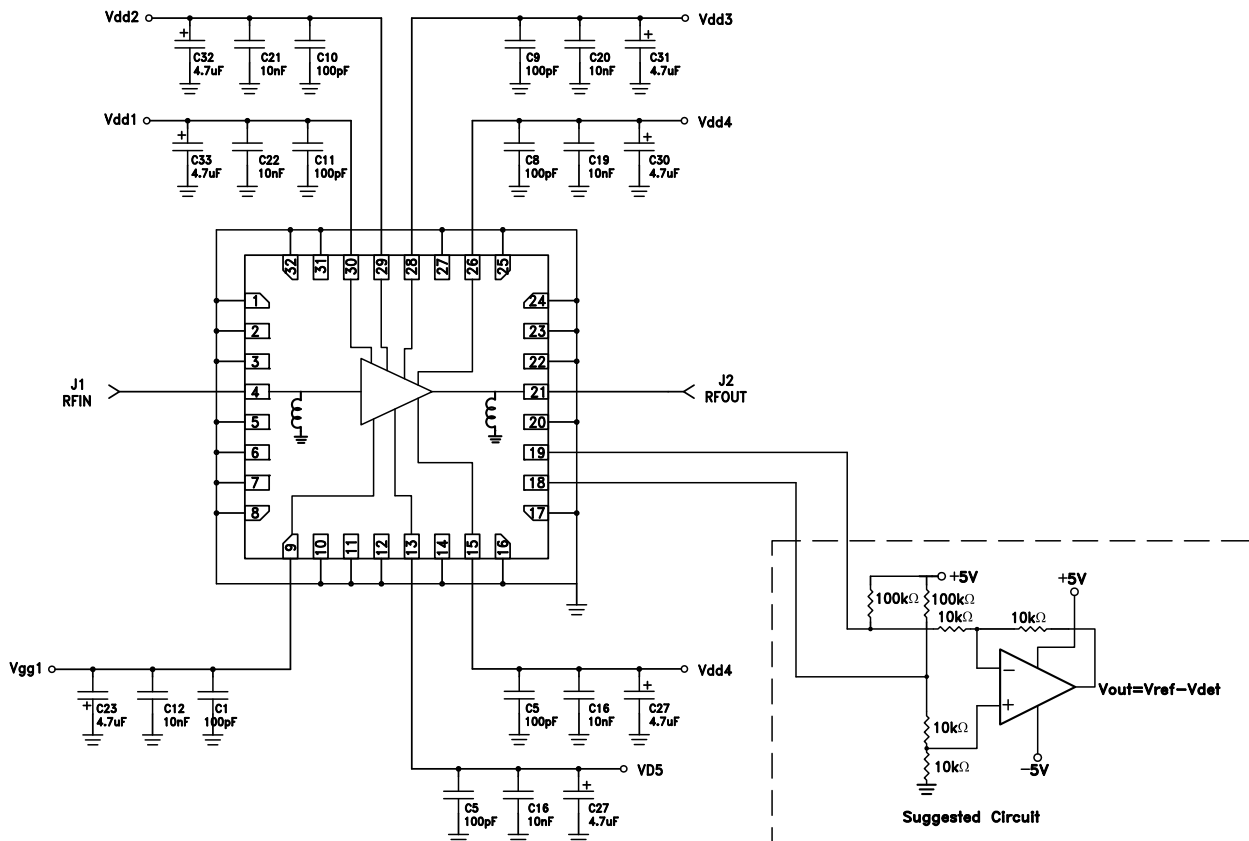 Vdd2
+
C32
4.7uF
C21
10nF
C10
100pF
Vdd3
C9
100pF
C20
10nF
+
C31
4.7uF
Vdd1
+
C33
4.7uF
C22
10nF
C11
100pF
Vdd4
C8
100pF
C19
10nF
+
C30
4.7uF
32
31
30
29
28
27
26
25
1
2
3
4
5
6
7
8
24
23
22
21
20
19
18
17
J1
RFIN
J2
RFOUT
9
10
11
12
13
14
15
16
Vgg1
+
C23
4.7uF
C12
10nF
C1
100pF
Vdd4
C5
100pF
C16
10nF
+
C27
4.7uF
VD5
C5
100pF
C16
10nF
+
C27
4.7uF
+5V
+5V
100kΩ
100kΩ
10kΩ
10kΩ
−
+
Vout=Vref−Vdet
10kΩ
10kΩ
−5V
Suggested Circuit